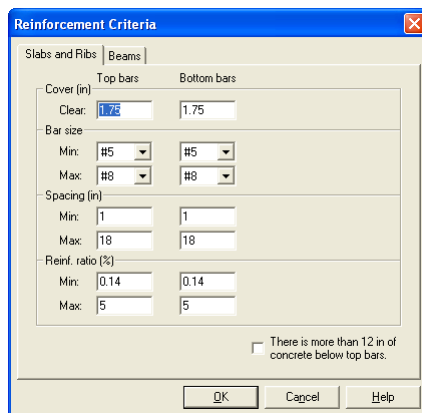 Reinforcement Criteria
Slabs and Ribs Beams
Top bars Bottom bars
Cover (in)
Clear: 1.75 1.75
Bar size
Min: #5 #5
Max: #8 #8
Spacing (in)
Min: 1 1
Max: 18 18
Reinf. ratio (%)
Min: 0.14 0.14
Max: 5 5
There is more than 12 in of
concrete below top bars.
OK Cancel Help